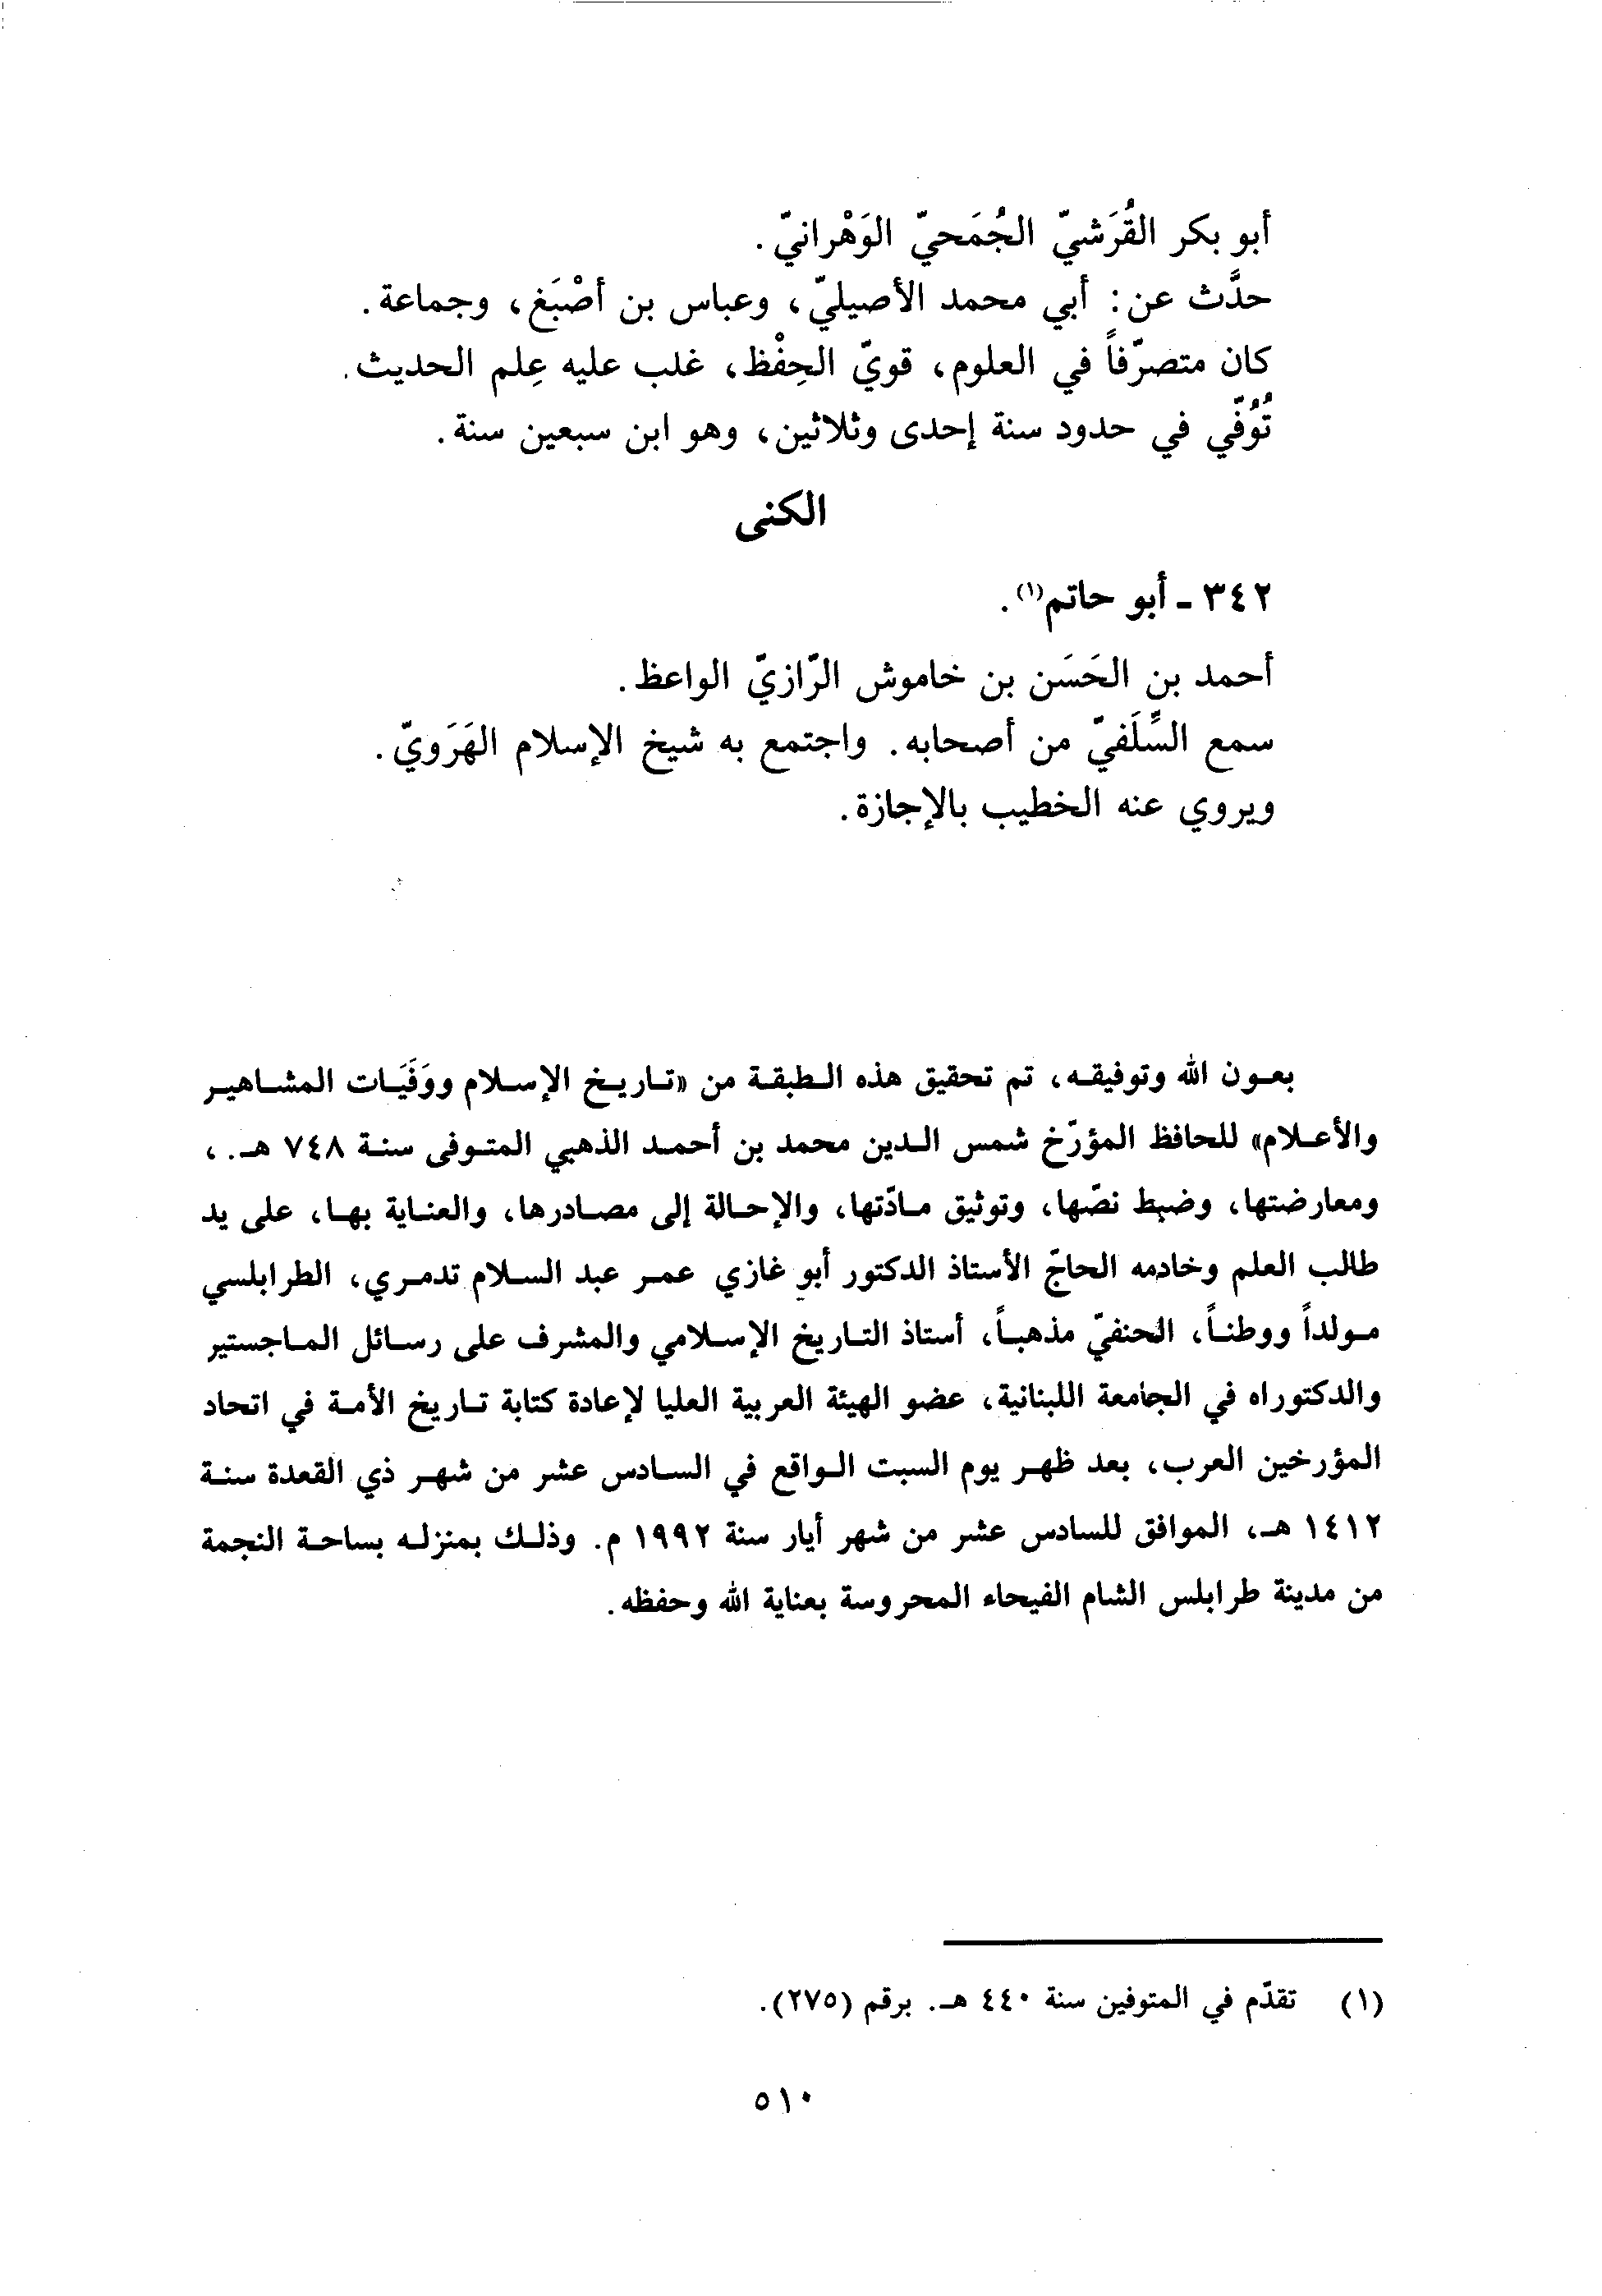 أبو بكر القُرَشيّ الجُمَحيّ الوَهْرانيّ.
حدَّث عن: أبي محمد الأصيليّ، وعباس بن أصْبَغ، وجماعة.
كان متصرّفاً في العلوم، قويّ الحِفْظ، غلب عليه عِلم الحديث.
تُوُفّي في حدود سنة إحدى وثلاثين، وهو ابن سبعين سنة.
الكنى
٣٤٢ - أبو حاتم(١).
أحمد بن الحَسَن بن خاموش الرّازيّ الواعظ.
سمع السِّلَفيّ من أصحابه. واجتمع به شيخ الإسلام الهَرَويّ.
ويروي عنه الخطيب بالإجازة.
بعون الله وتوفيقه، تم تحقيق هذه الطبقة من «تاريخ الإسلام ووَفَيَات المشاهير
والأعلام» للحافظ المؤرّخ شمس الدين محمد بن أحمد الذهبي المتوفى سنة ٧٤٨ هـ.،
ومعارضتها، وضبط نصّها، وتوثيق مادّتها، والإحالة إلى مصادرها، والعناية بها، على يد
طالب العلم وخادمه الحاجّ الأستاذ الدكتور أبو غازي عمر عبد السلام تدمري، الطرابلسي
مولداً ووطناً، الحنفيّ مذهباً، أستاذ التاريخ الإسلامي والمشرف على رسائل الماجستير
والدكتوراه في الجامعة اللبنانية، عضو الهيئة العربية العليا لإعادة كتابة تاريخ الأمة في اتحاد
المؤرخين العرب، بعد ظهر يوم السبت الواقع في السادس عشر من شهر ذي القعدة سنة
١٤١٢ هـ، الموافق للسادس عشر من شهر أيار سنة ١٩٩٢ م. وذلك بمنزله بساحة النجمة
من مدينة طرابلس الشام الفيحاء المحروسة بعناية الله وحفظه.
(١) تقدّم في المتوفين سنة ٤٤٠ هـ. برقم (٢٧٥).
٥١٠